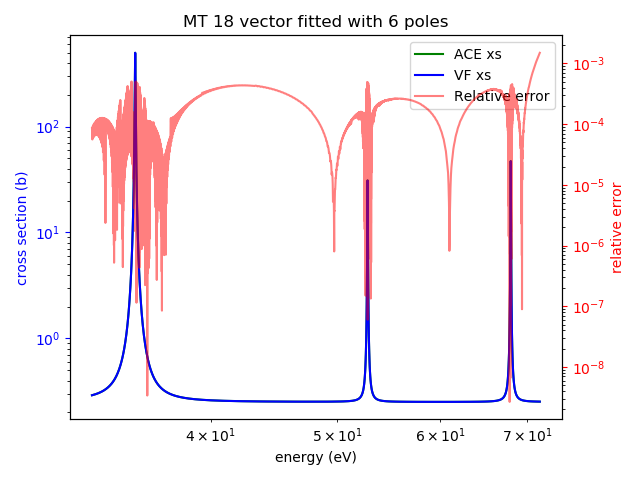 MT 18 vector fitted with 6 poles
ACE xs
VF xs
Relative error
cross section (b)
10²
10¹
10⁰
10⁻³
10⁻⁴
10⁻⁵
10⁻⁶
10⁻⁷
10⁻⁸
relative error
4 × 10¹ 5 × 10¹ 6 × 10¹ 7 × 10¹
energy (eV)